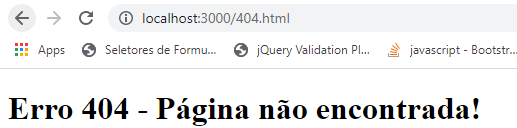 localhost:3000/404.html
Apps Seletores de Formu... jQuery Validation Pl... javascript - Bootstr...
Erro 404 - Página não encontrada!